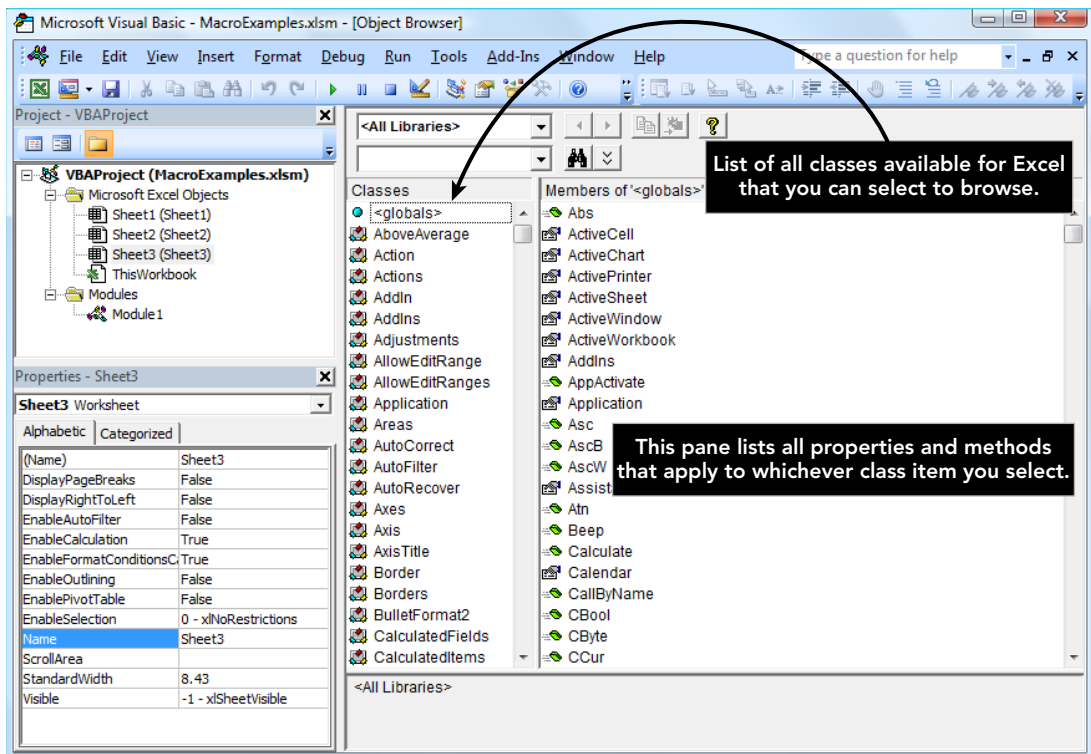 Microsoft Visual Basic - MacroExamples.xlsm - [Object Browser]
File Edit View Insert Format Debug Run Tools Add-Ins Window Help
a question for help
Project - VBAProject
VBAProject (MacroExamples.xlsm)
Microsoft Excel Objects
Sheet1 (Sheet1)
Sheet2 (Sheet2)
Sheet3 (Sheet3)
ThisWorkbook
Modules
Module1
Properties - Sheet3
Sheet3 Worksheet
Alphabetic Categorized
(Name) Sheet3
DisplayPageBreaks False
DisplayRightToLeft False
EnableAutoFilter False
EnableCalculation True
EnableFormatConditionsC True
EnableOutlining False
EnablePivotTable False
EnableSelection 0 - xlNoRestrictions
Name Sheet3
ScrollArea
StandardWidth 8.43
Visible -1 - xlSheetVisible
<All Libraries>
List of all classes available for Excel
that you can select to browse.
Classes
<globals>
AboveAverage
Action
Actions
AddIn
AddIns
Adjustments
AllowEditRange
AllowEditRanges
Application
Areas
AutoCorrect
AutoFilter
AutoRecover
Axes
Axis
AxisTitle
Border
Borders
BulletFormat2
CalculatedFields
CalculatedItems
Members of '<globals>'
Abs
ActiveCell
ActiveChart
ActivePrinter
ActiveSheet
ActiveWindow
ActiveWorkbook
AddIns
AppActivate
Application
Asc
AscB
AscW
Assist
Atn
Beep
Calculate
Calendar
CallByName
CBool
CByte
CCur
This pane lists all properties and methods
that apply to whichever class item you select.
<All Libraries>